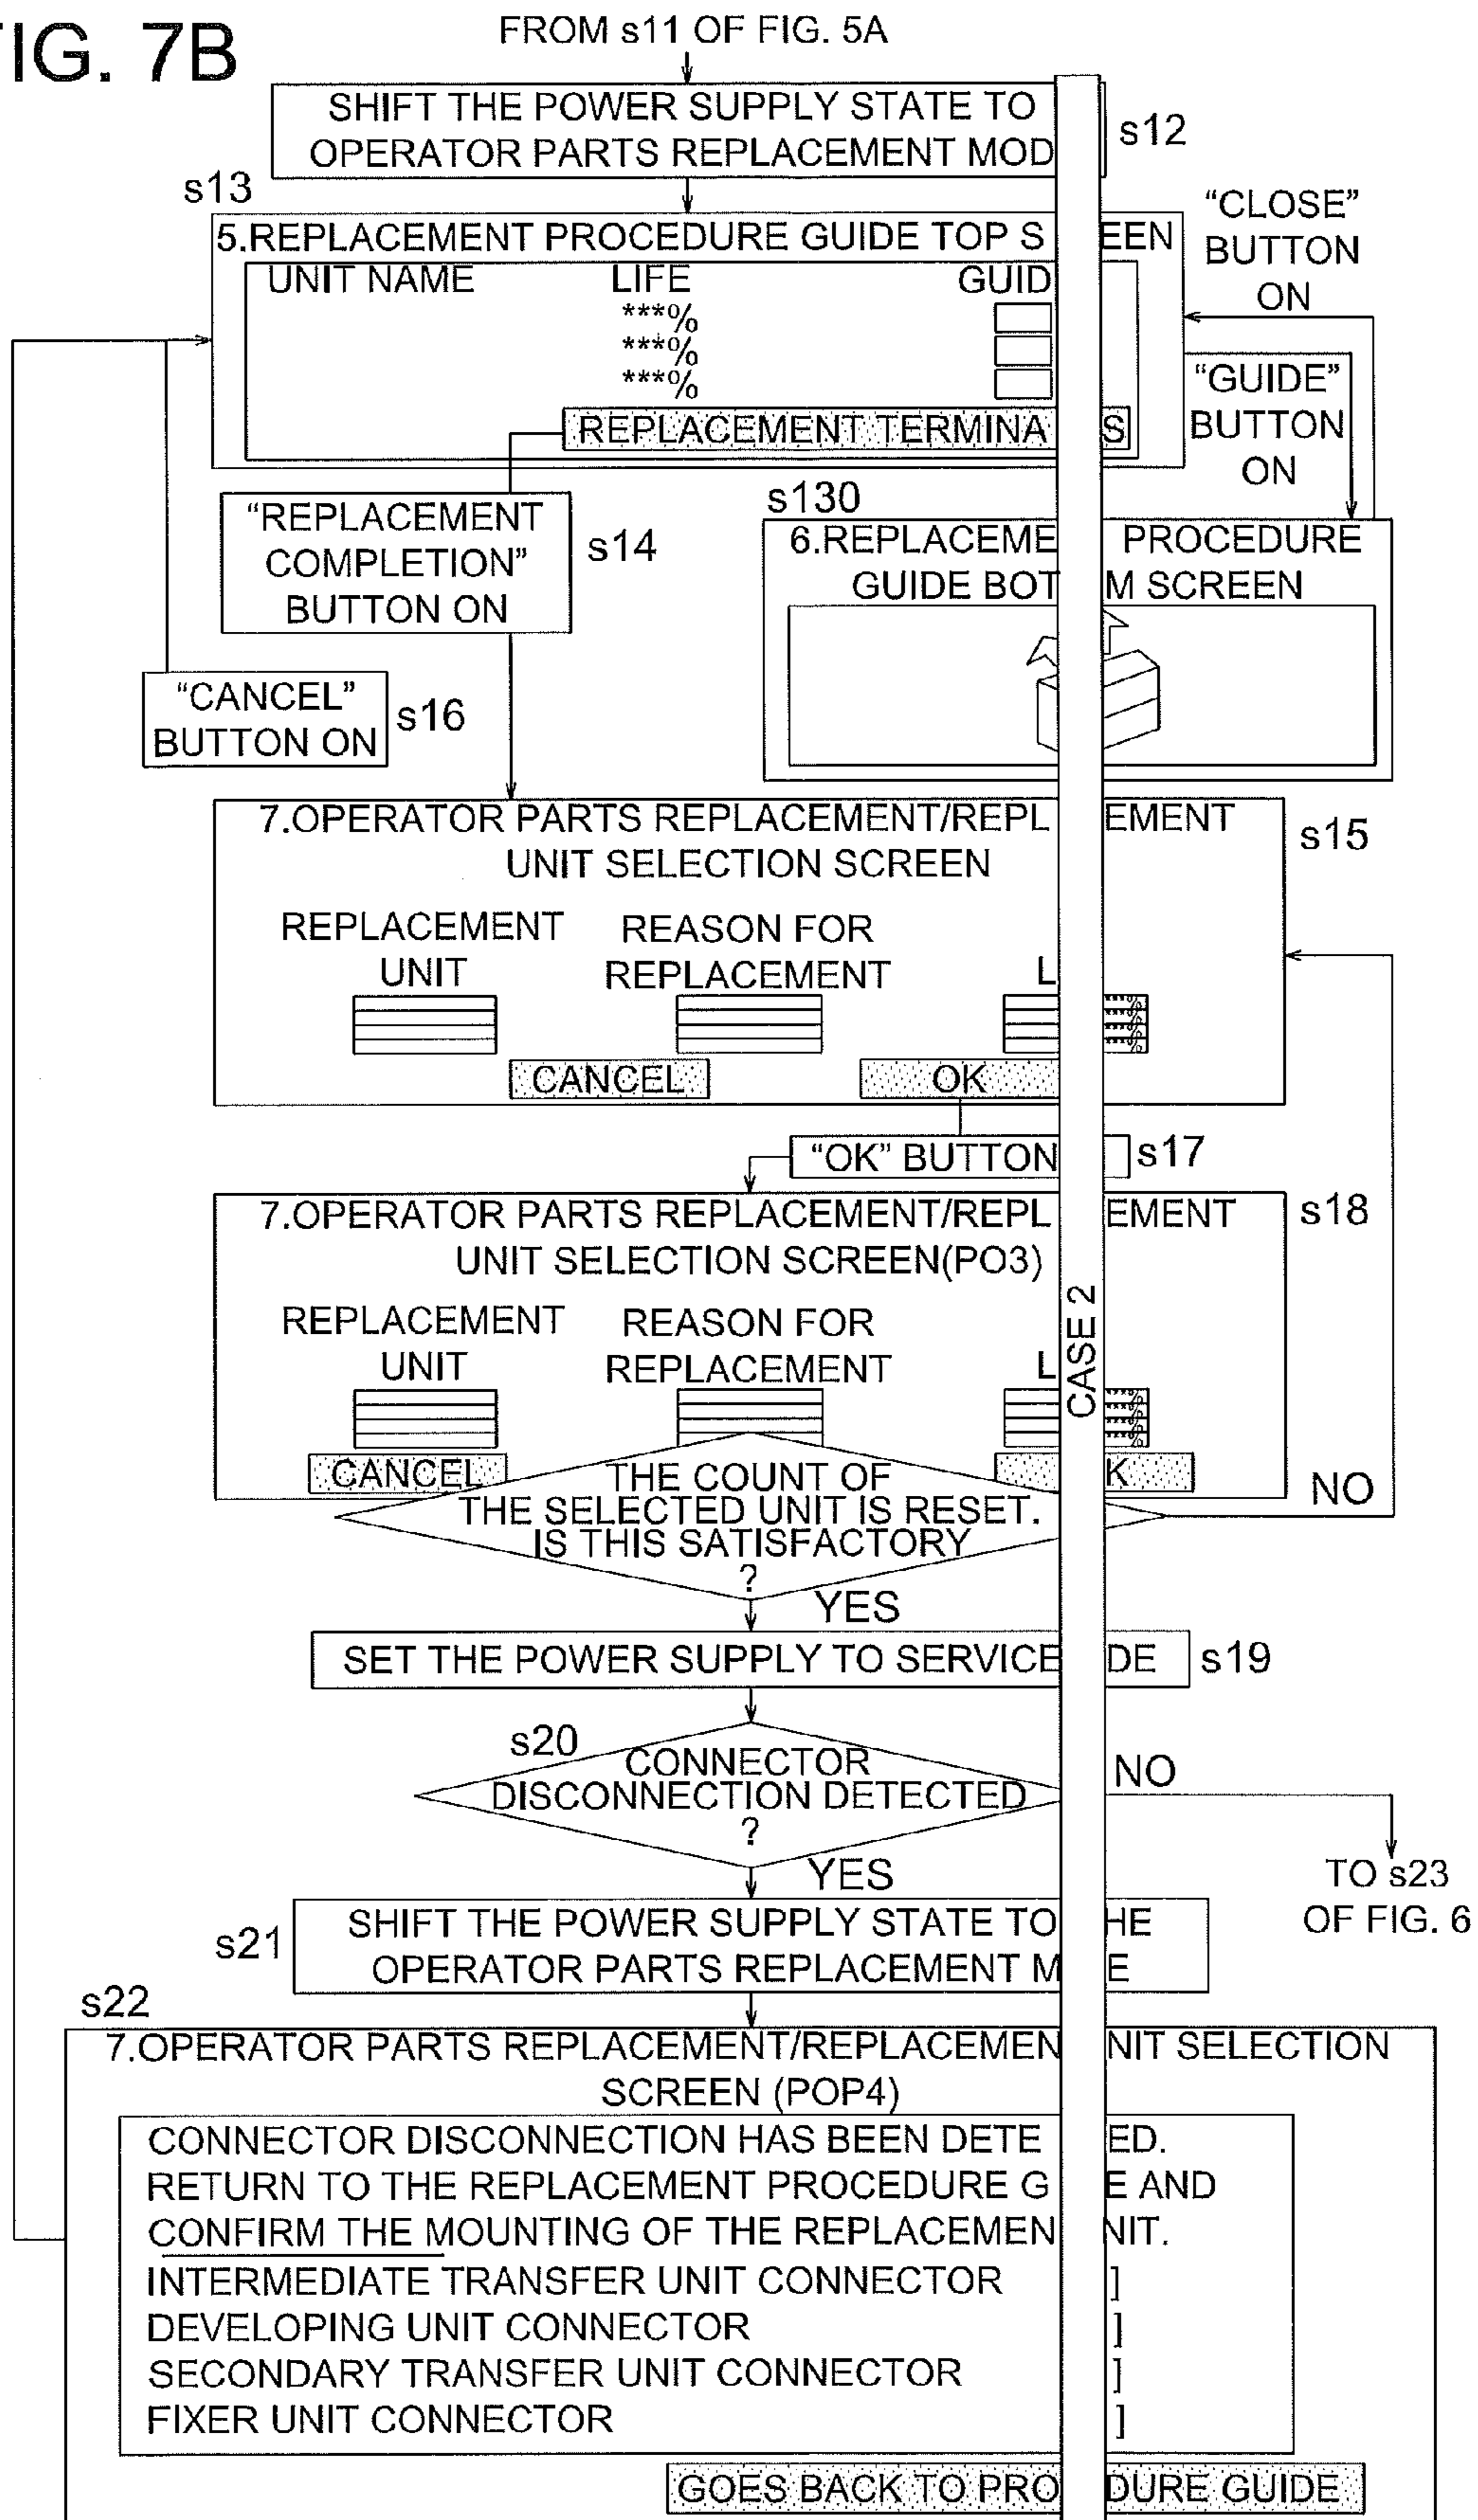 FIG. 7B
FROM s11 OF FIG. 5A
SHIFT THE POWER SUPPLY STATE TO
OPERATOR PARTS REPLACEMENT MOD
s12
s13
5.REPLACEMENT PROCEDURE GUIDE TOP S EEN
UNIT NAME LIFE GUID
***%
***%
***%
REPLACEMENT TERMINA S
"CLOSE"
BUTTON
ON
"GUIDE"
BUTTON
ON
"REPLACEMENT
COMPLETION"
BUTTON ON
s14
s130
6.REPLACEME PROCEDURE
GUIDE BOT M SCREEN
"CANCEL"
BUTTON ON
s16
7.OPERATOR PARTS REPLACEMENT/REPL EMENT
UNIT SELECTION SCREEN
s15
REPLACEMENT
UNIT
REASON FOR
REPLACEMENT
L
***%
***%
***%
***%
CANCEL OK
"OK" BUTTON
s17
7.OPERATOR PARTS REPLACEMENT/REPL EMENT
UNIT SELECTION SCREEN(PO3)
s18
REPLACEMENT
UNIT
REASON FOR
REPLACEMENT
L
***%
***%
***%
***%
CASE 2
CANCEL K
THE COUNT OF
THE SELECTED UNIT IS RESET.
IS THIS SATISFACTORY
?
NO
YES
SET THE POWER SUPPLY TO SERVICE DE
s19
s20
CONNECTOR
DISCONNECTION DETECTED
?
NO
YES
TO s23
OF FIG. 6
s21
SHIFT THE POWER SUPPLY STATE TO HE
OPERATOR PARTS REPLACEMENT M E
s22
7.OPERATOR PARTS REPLACEMENT/REPLACEMEN NIT SELECTION
SCREEN (POP4)
CONNECTOR DISCONNECTION HAS BEEN DETE ED.
RETURN TO THE REPLACEMENT PROCEDURE G E AND
CONFIRM THE MOUNTING OF THE REPLACEMEN NIT.
INTERMEDIATE TRANSFER UNIT CONNECTOR ]
DEVELOPING UNIT CONNECTOR ]
SECONDARY TRANSFER UNIT CONNECTOR ]
FIXER UNIT CONNECTOR ]
GOES BACK TO PRO DURE GUIDE